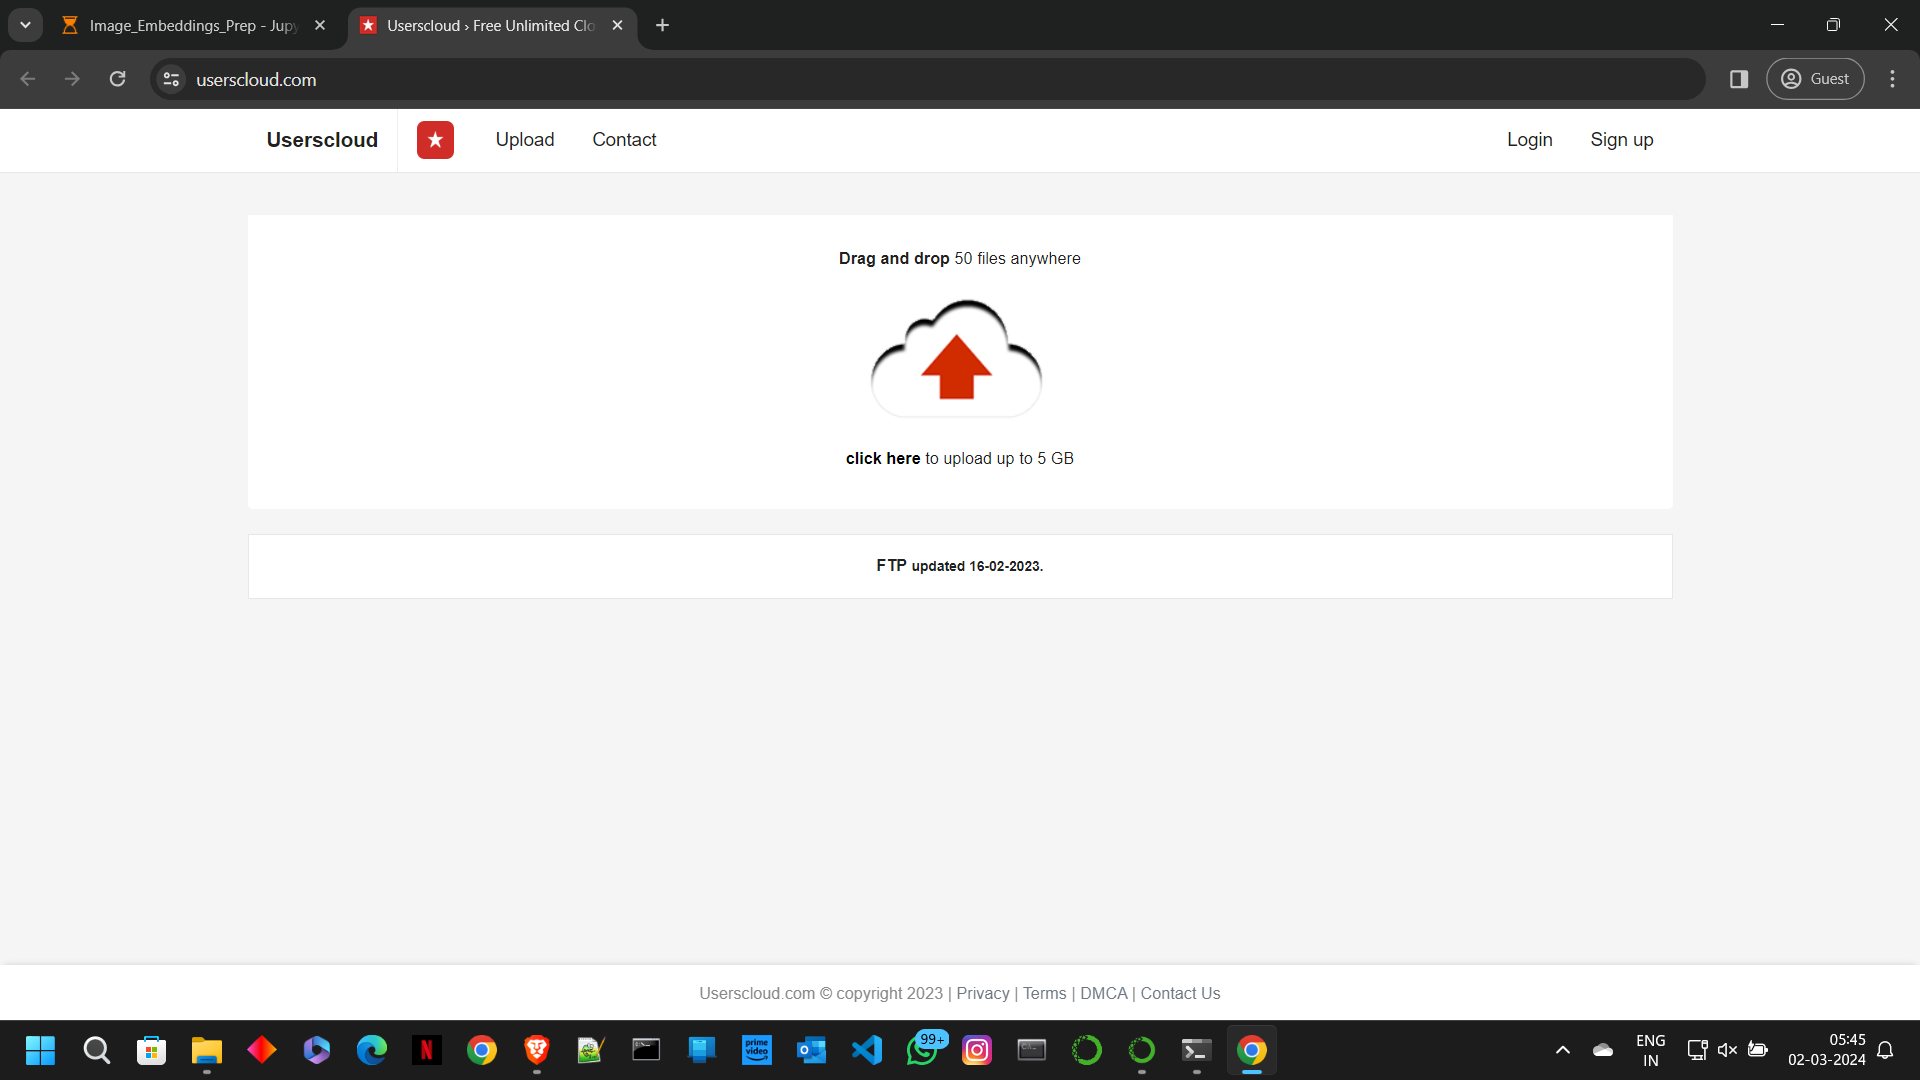 Image_Embeddings_Prep - Jupy
Userscloud › Free Unlimited Clo
userscloud.com
Guest
Userscloud
Upload
Contact
Login
Sign up
Drag and drop 50 files anywhere
click here to upload up to 5 GB
FTP updated 16-02-2023.
Userscloud.com © copyright 2023 | Privacy | Terms | DMCA | Contact Us
N
prime
video
99+
ENG
IN
05:45
02-03-2024